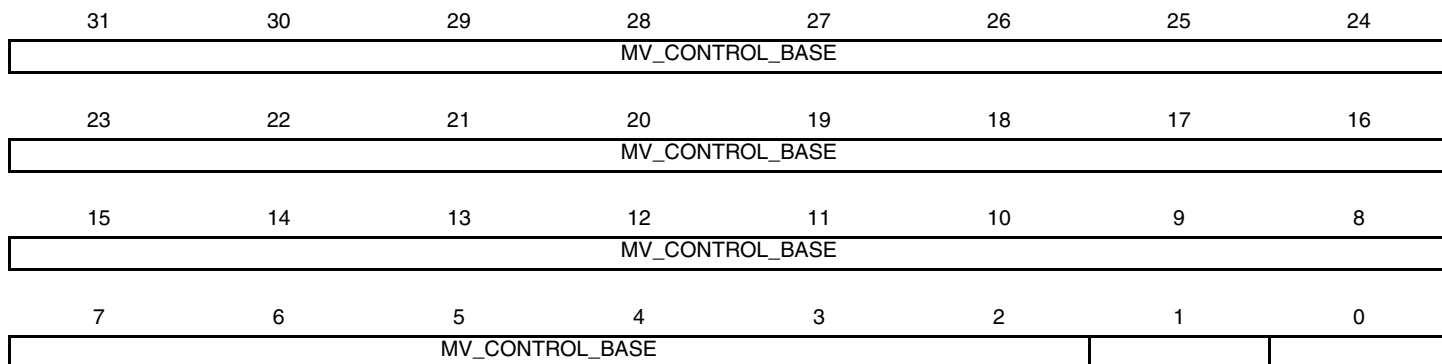 31 30 29 28 27 26 25 24
MV_CONTROL_BASE
23 22 21 20 19 18 17 16
MV_CONTROL_BASE
15 14 13 12 11 10 9 8
MV_CONTROL_BASE
7 6 5 4 3 2 1 0
MV_CONTROL_BASE